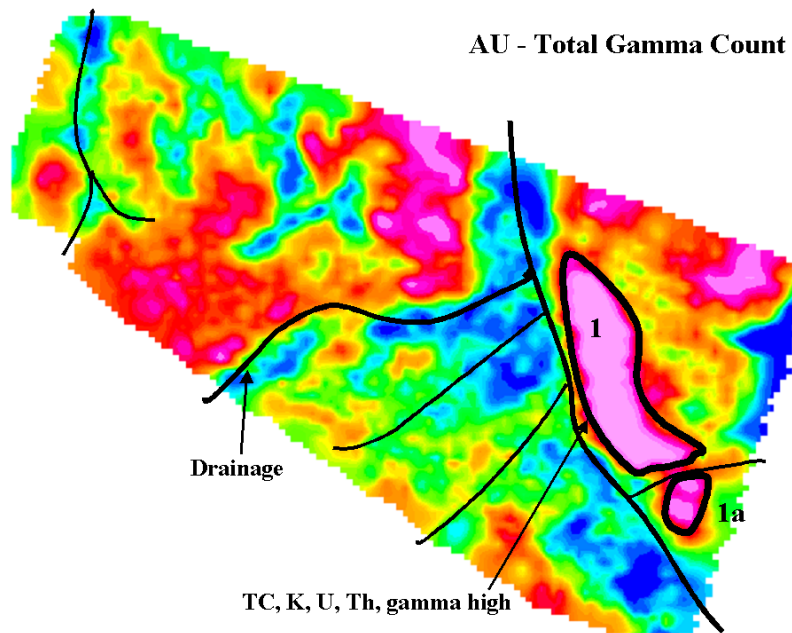 AU - Total Gamma Count
1
Drainage
1a
TC, K, U, Th, gamma high